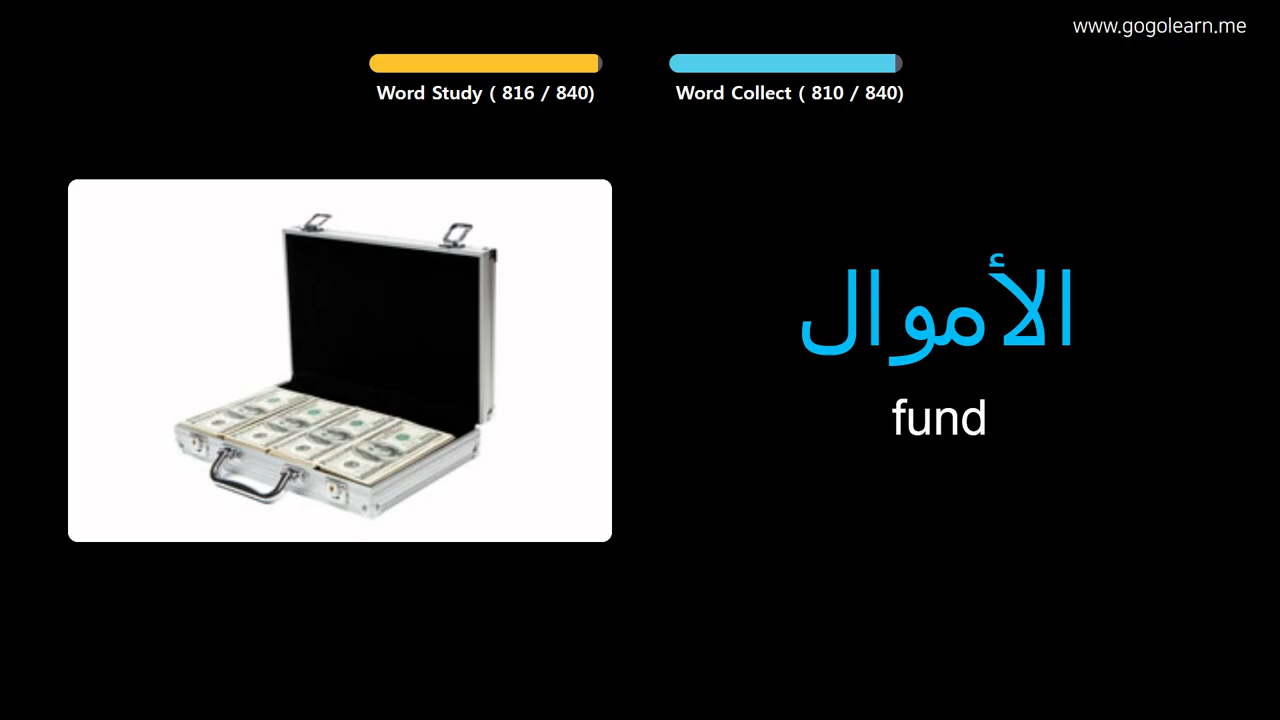 www.gogolearn.me
Word Study ( 816 / 840)
Word Collect ( 810 / 840)
الأموال
fund